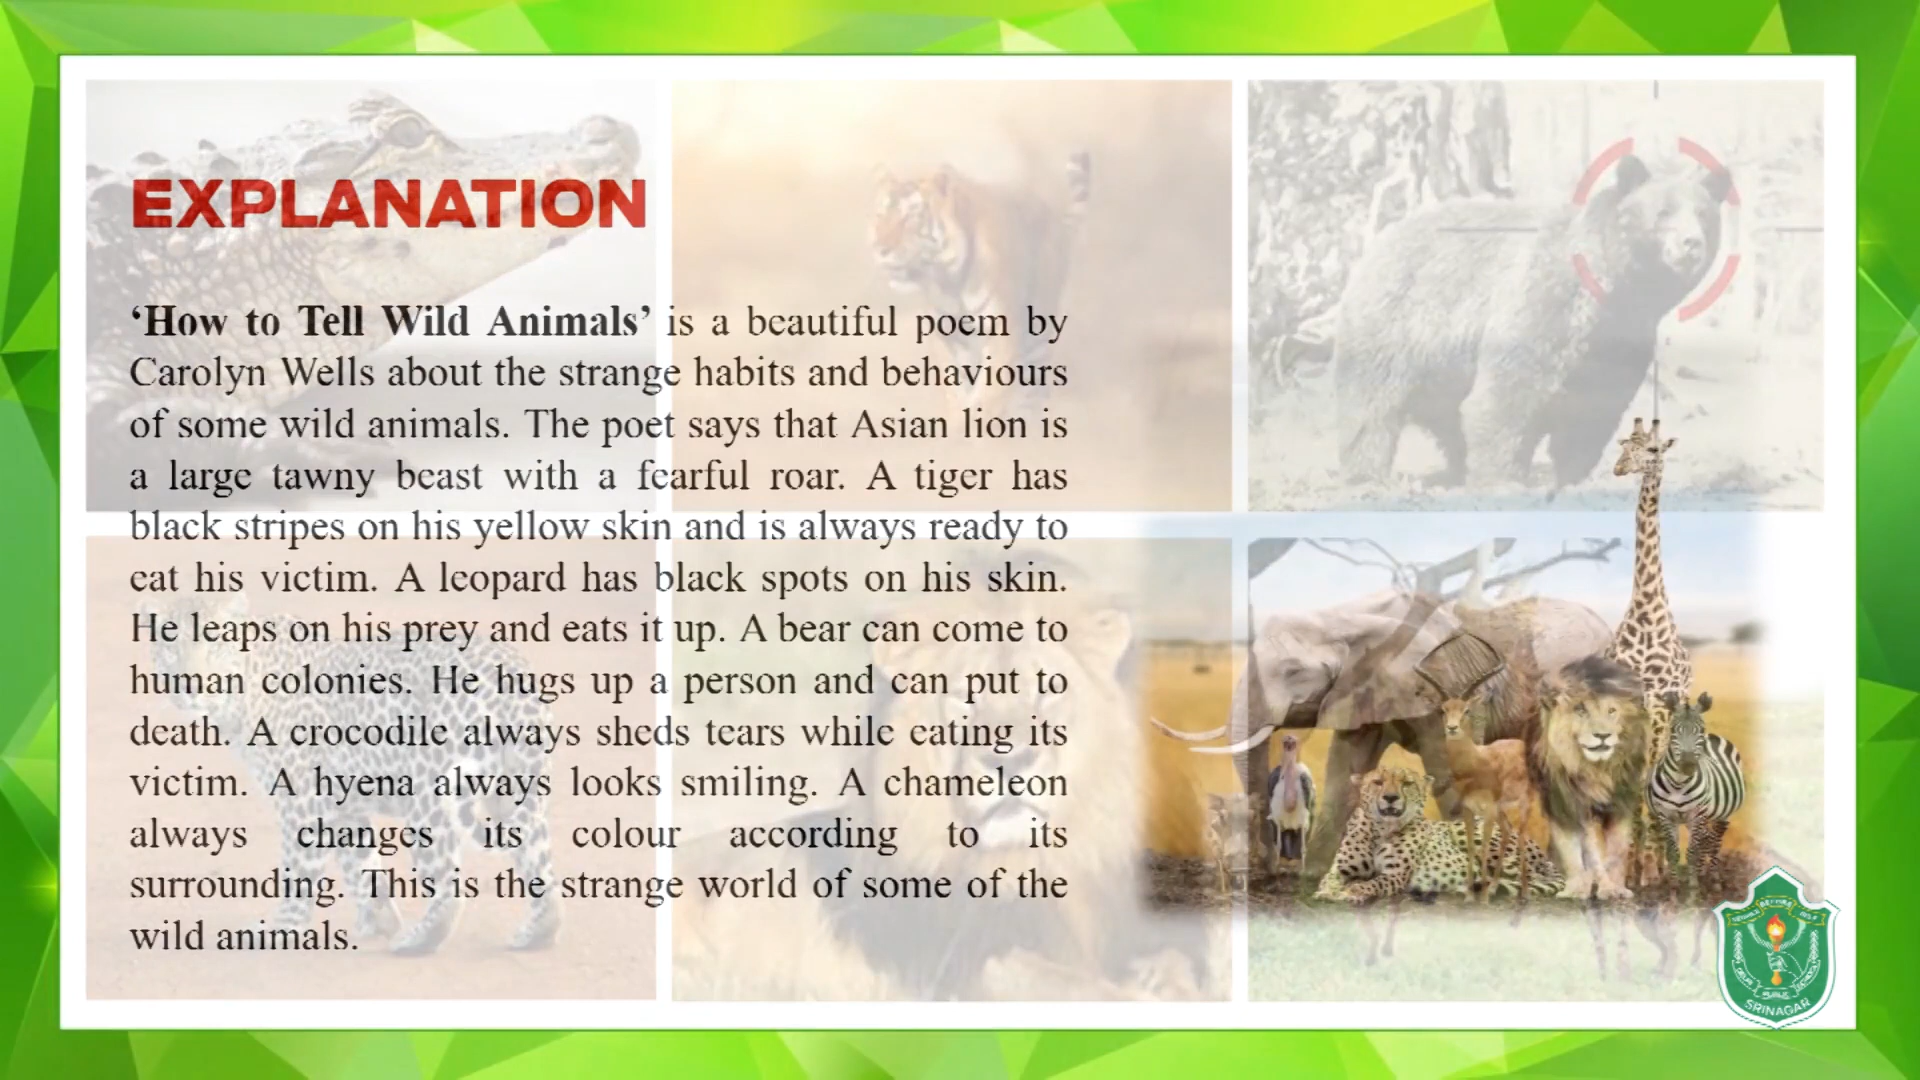 EXPLANATION
‘How to Tell Wild Animals’ is a beautiful poem by
Carolyn Wells about the strange habits and behaviours
of some wild animals. The poet says that Asian lion is
a large tawny beast with a fearful roar. A tiger has
black stripes on his yellow skin and is always ready to
eat his victim. A leopard has black spots on his skin.
He leaps on his prey and eats it up. A bear can come to
human colonies. He hugs up a person and can put to
death. A crocodile always sheds tears while eating its
victim. A hyena always looks smiling. A chameleon
always changes its colour according to its
surrounding. This is the strange world of some of the
wild animals.
SRINAGAR